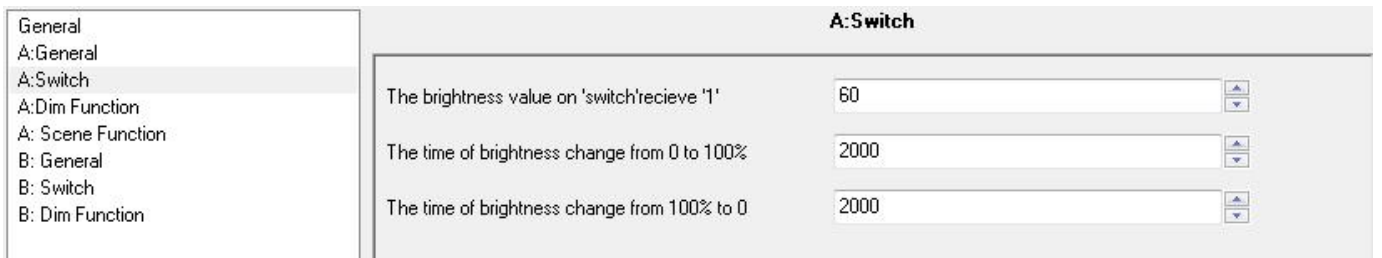 General
A:General
A:Switch
A:Dim Function
A: Scene Function
B: General
B: Switch
B: Dim Function
A:Switch
The brightness value on 'switch'recieve '1' 60
The time of brightness change from 0 to 100% 2000
The time of brightness change from 100% to 0 2000